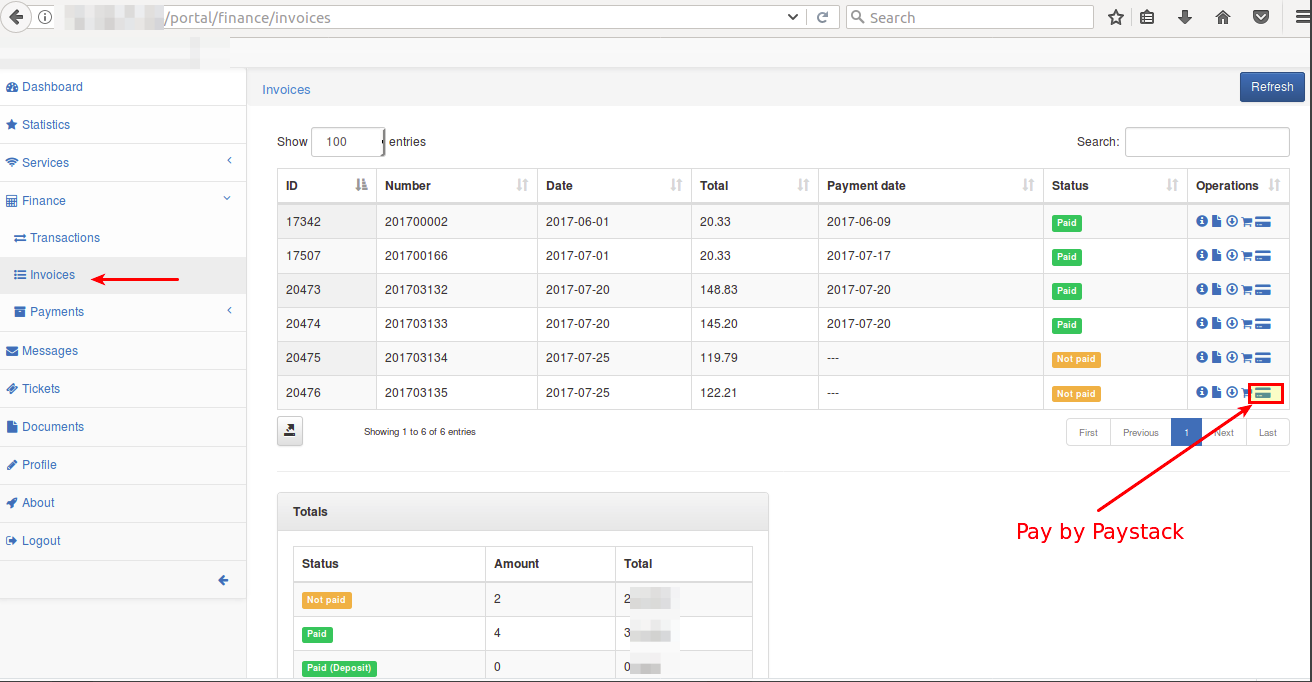 /portal/finance/invoices
Search
Dashboard
Statistics
Services
Finance
Transactions
Invoices
Payments
Messages
Tickets
Documents
Profile
About
Logout
Invoices
Refresh
Show 100 entries
Search:
ID Number Date Total Payment date Status Operations
17342 201700002 2017-06-01 20.33 2017-06-09 Paid
17507 201700166 2017-07-01 20.33 2017-07-17 Paid
20473 201703132 2017-07-20 148.83 2017-07-20 Paid
20474 201703133 2017-07-20 145.20 2017-07-20 Paid
20475 201703134 2017-07-25 119.79 --- Not paid
20476 201703135 2017-07-25 122.21 --- Not paid
Showing 1 to 6 of 6 entries
First Previous 1 Next Last
Pay by Paystack
Totals
Status Amount Total
Not paid 2 2
Paid 4 3
Paid (Deposit) 0 0